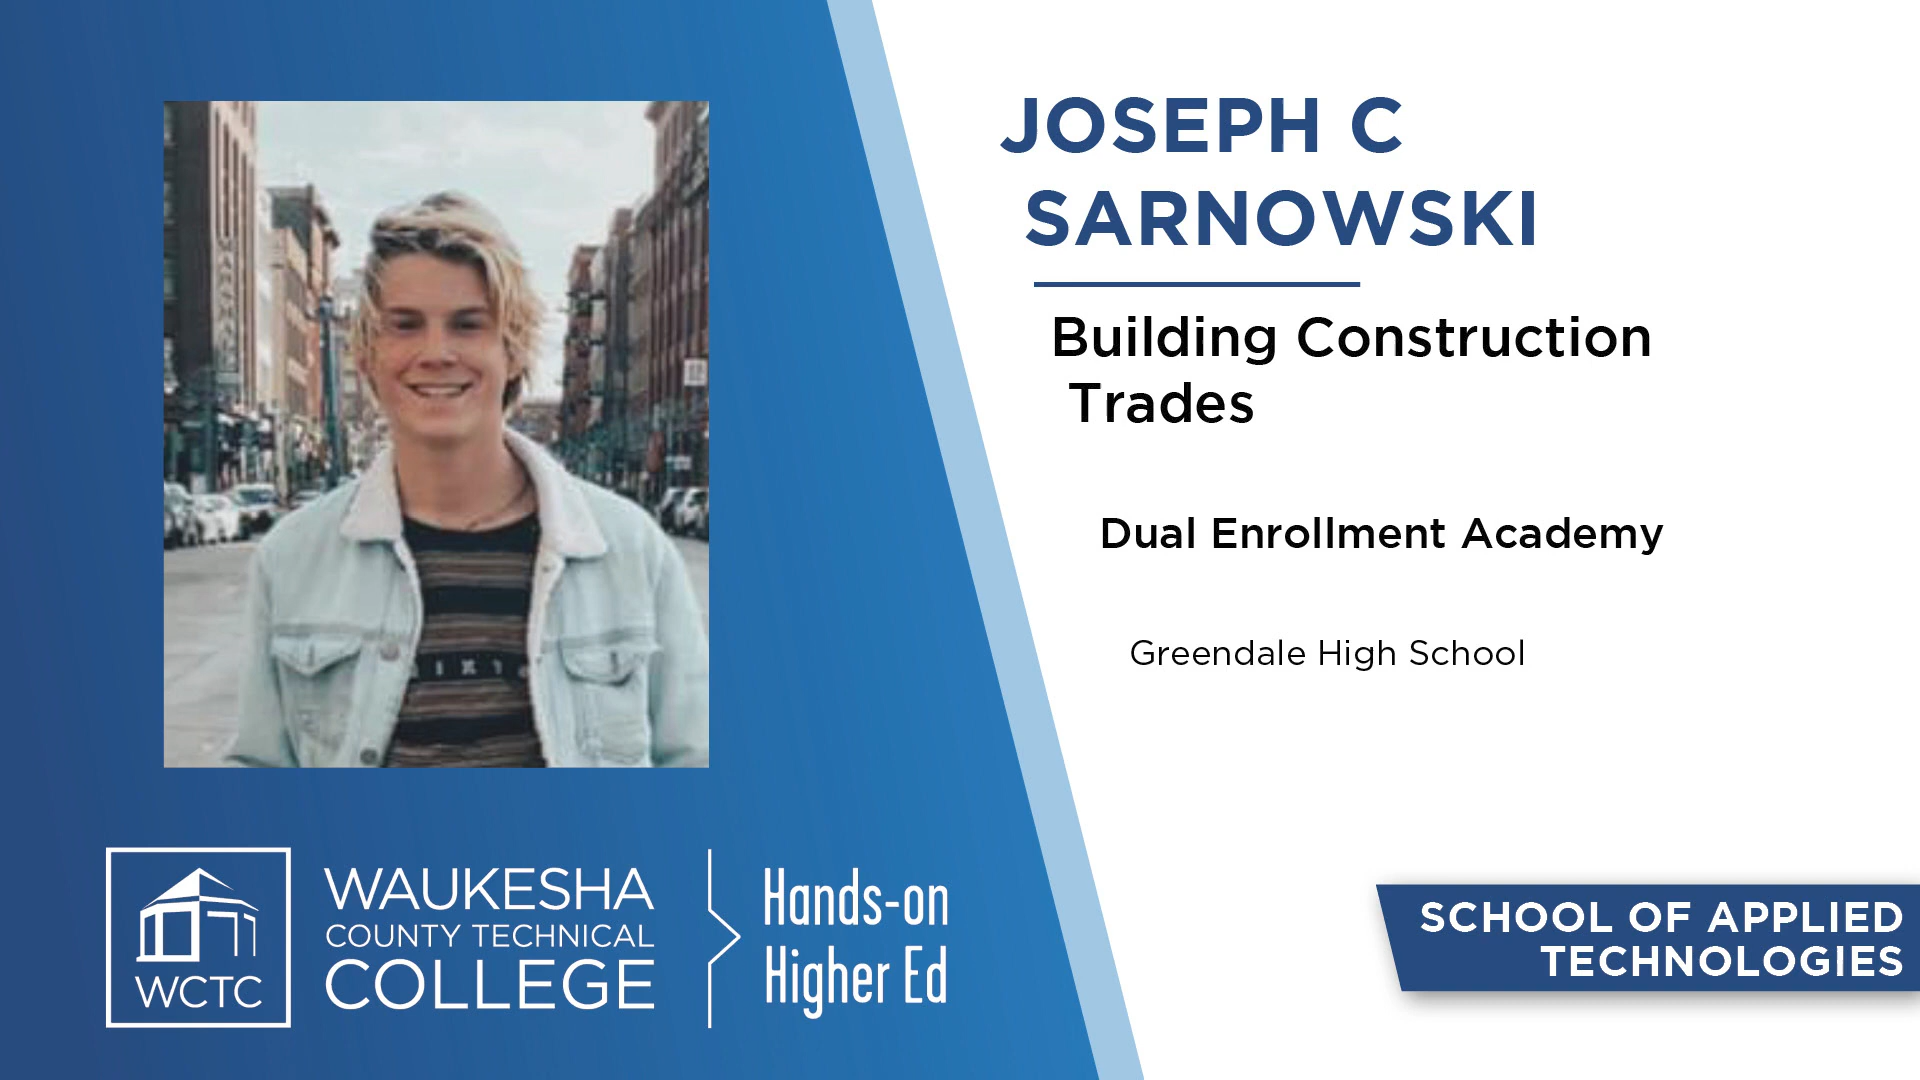 JOSEPH C
SARNOWSKI
Building Construction
Trades
Dual Enrollment Academy
Greendale High School
WCTC
WAUKESHA
COUNTY TECHNICAL
COLLEGE
Hands-on
Higher Ed
SCHOOL OF APPLIED
TECHNOLOGIES